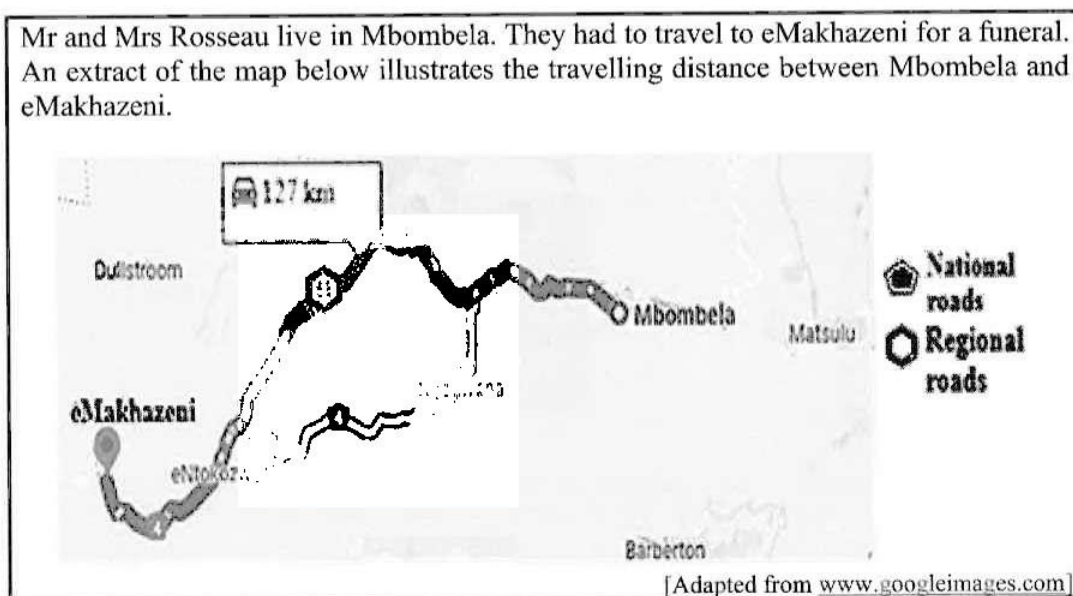 Mr and Mrs Rosseau live in Mbombela. They had to travel to eMakhazeni for a funeral.
An extract of the map below illustrates the travelling distance between Mbombela and
eMakhazeni.
127 km
Dullstroom
Mbombela
Matsulu
National
roads
Regional
roads
eMakhazeni
4
4
Barberton
[Adapted from www.googleimages.com]